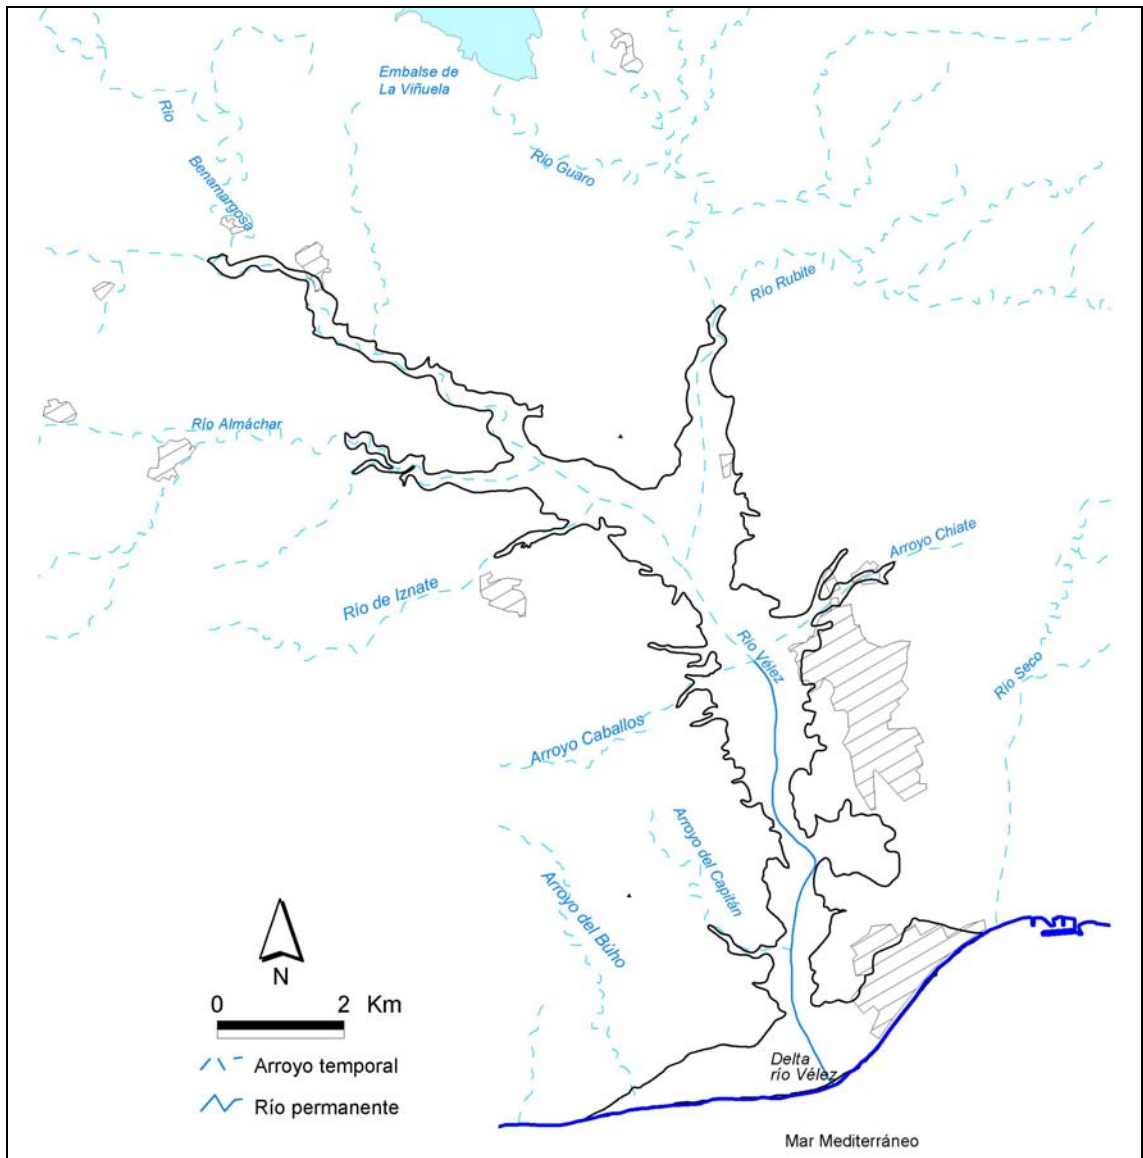 Embalse de
La Viñuela
Río
Benamargosa
Río Guaro
Río Rubite
Río Almáchar
Arroyo Chiate
Río de Iznate
Río Vélez
Río Seco
Arroyo Caballos
Arroyo del Capitán
Arroyo del Búho
N
0 2 Km
Arroyo temporal
Río permanente
Delta
río Vélez
Mar Mediterráneo